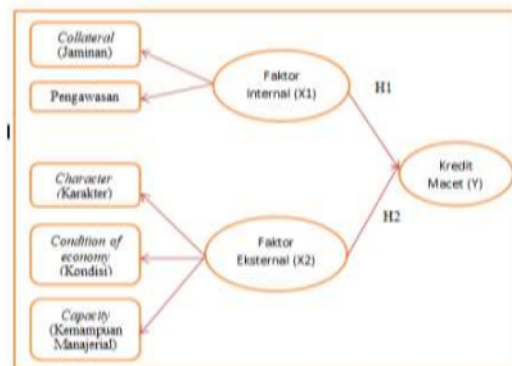 Collateral
(Jaminan)
Pengawasan
Faktor
Internal (X1)
H1
Kredit
Macet (Y)
Character
(Karakter)
H2
Condition of
economy
(Kondisi)
Faktor
Eksternal (X2)
Capacity
(Kemampuan
Manajerial)